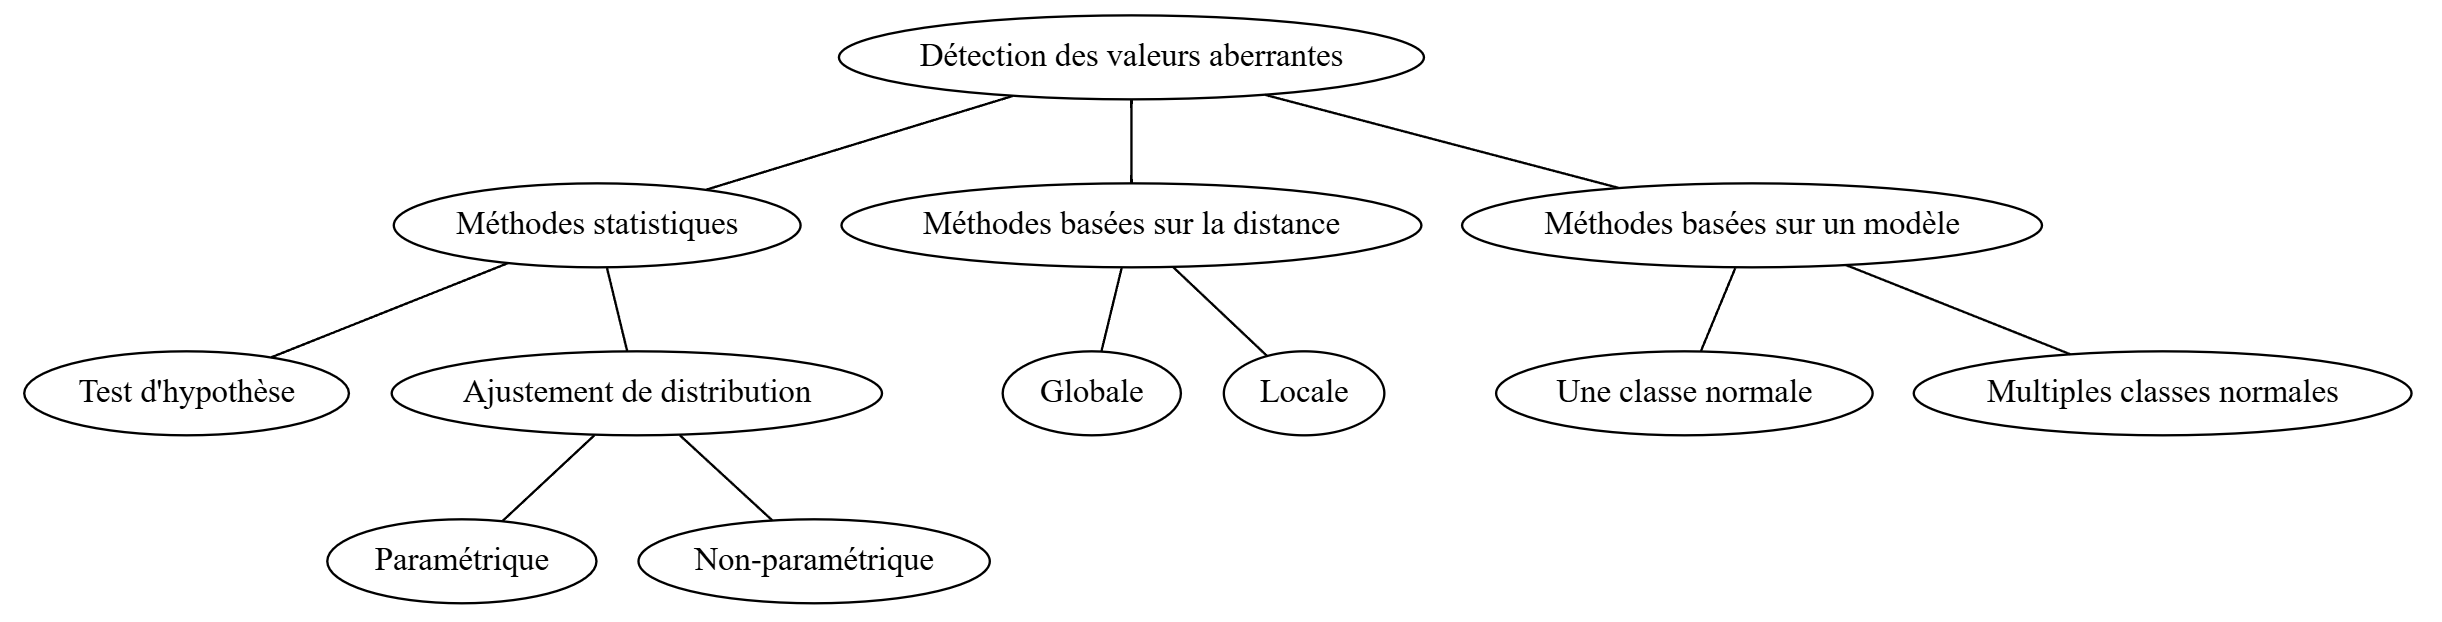 Détection des valeurs aberrantes
Méthodes statistiques
Méthodes basées sur la distance
Méthodes basées sur un modèle
Test d'hypothèse
Ajustement de distribution
Globale
Locale
Une classe normale
Multiples classes normales
Paramétrique
Non-paramétrique